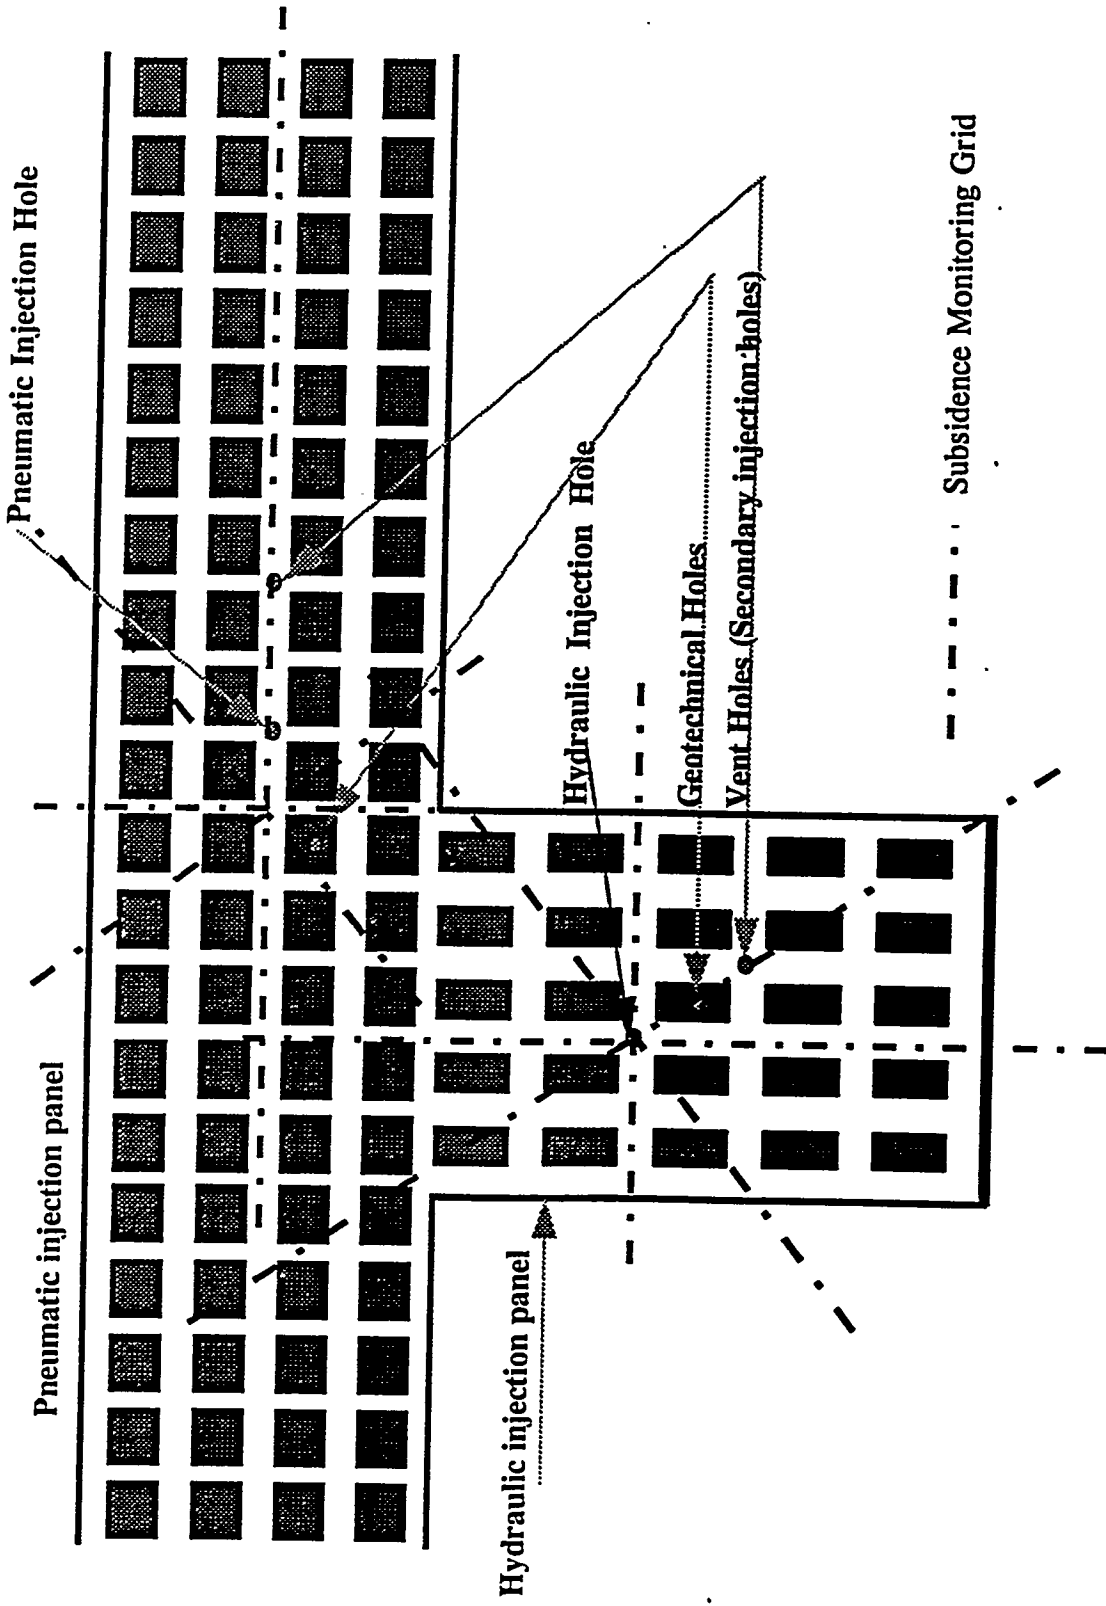 Pneumatic Injection Hole
Pneumatic injection panel
Hydraulic injection panel
Hydraulic Injection Hole
Geotechnical Holes
Vent Holes (Secondary injection holes)
Subsidence Monitoring Grid